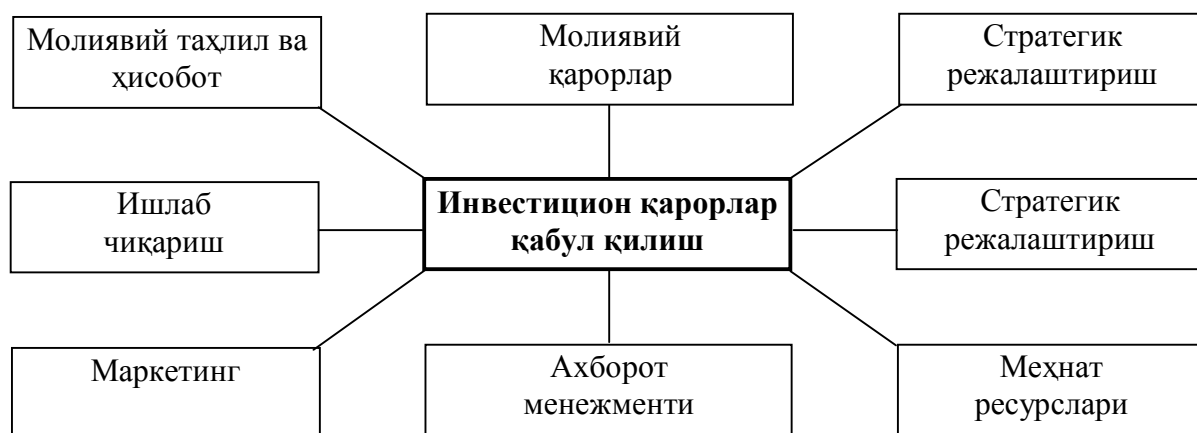 Молиявий таҳлил ва
ҳисобот
Молиявий
қарорлар
Стратегик
режалаштириш
Ишлаб
чиқариш
Инвестицион қарорлар
қабул қилиш
Стратегик
режалаштириш
Маркетинг
Ахборот
менежменти
Меҳнат
ресурслари